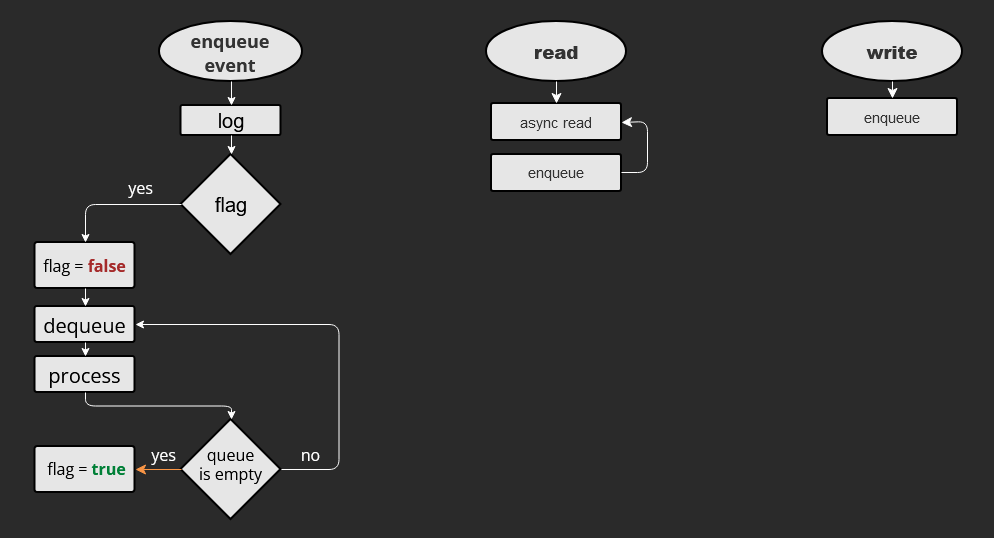 enqueue
event
log
flag
yes
flag = false
dequeue
process
queue
is empty
yes
no
flag = true
read
async read
enqueue
write
enqueue